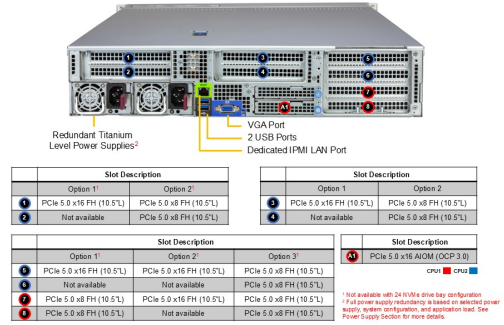 1
2
3
4
5
6
7
8
A1
VGA Port
2 USB Ports
Dedicated IPMI LAN Port
Redundant Titanium
Level Power Supplies²
Slot Description
Option 1¹ Option 2¹
1 PCIe 5.0 x16 FH (10.5"L) PCIe 5.0 x8 FH (10.5"L)
2 Not available PCIe 5.0 x8 FH (10.5"L)
Slot Description
Option 1 Option 2
3 PCIe 5.0 x16 FH (10.5"L) PCIe 5.0 x8 FH (10.5"L)
4 Not available PCIe 5.0 x8 FH (10.5"L)
Slot Description
Option 1¹ Option 2¹ Option 3¹
5 PCIe 5.0 x16 FH (10.5"L) PCIe 5.0 x16 FH (10.5"L) PCIe 5.0 x8 FH (10.5"L)
6 Not available Not available PCIe 5.0 x8 FH (10.5"L)
7 PCIe 5.0 x8 FH (10.5"L) PCIe 5.0 x16 FH (10.5"L) PCIe 5.0 x8 FH (10.5"L)
8 PCIe 5.0 x8 FH (10.5"L) Not available PCIe 5.0 x8 FH (10.5"L)
Slot Description
A1 PCIe 5.0 x16 AIOM (OCP 3.0)
CPU1 CPU2
¹ Not available with 24 NVMe drive bay configuration
² Full power supply redundancy is based on selected power
supply, system configuration, and application load. See
Power Supply Section for more details.